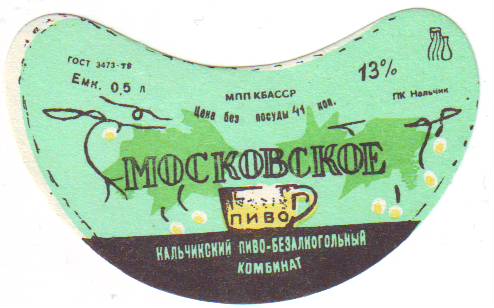 ГОСТ 3473-78
Емк. 0,5 л
МПП КБАССР
Цена без посуды 41 коп.
13%
ПК Нальчик
МОСКОВСКОЕ
ПИВО
НАЛЬЧИКСКИЙ ПИВО-БЕЗАЛКОГОЛЬНЫЙ
КОМБИНАТ